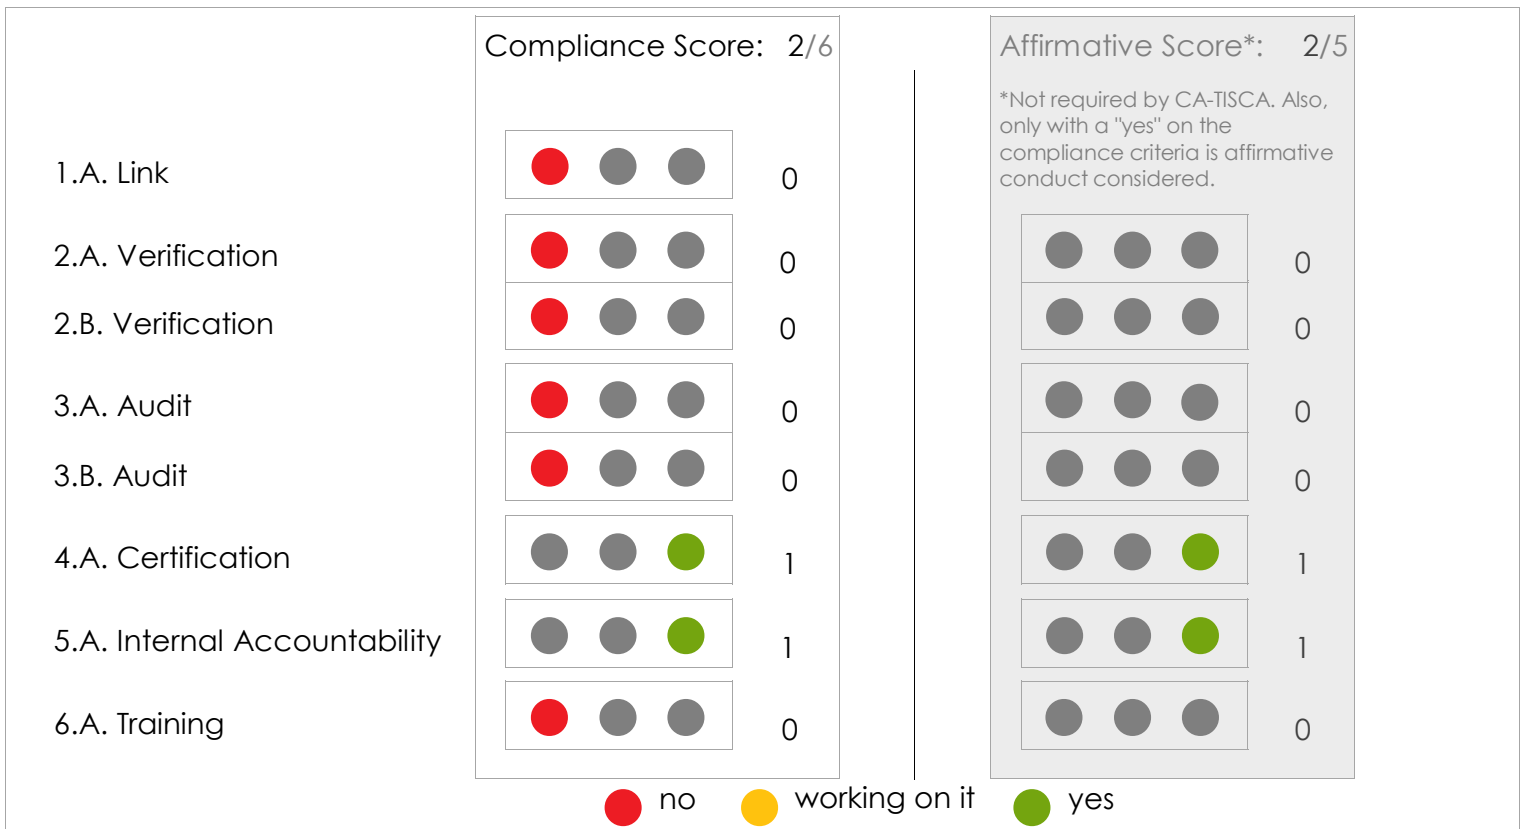 Compliance Score: 2/6
Affirmative Score*: 2/5
*Not required by CA-TISCA. Also,
only with a "yes" on the
compliance criteria is affirmative
conduct considered.
1.A. Link 0
2.A. Verification 0 0
2.B. Verification 0 0
3.A. Audit 0 0
3.B. Audit 0 0
4.A. Certification 1 1
5.A. Internal Accountability 1 1
6.A. Training 0 0
no working on it yes